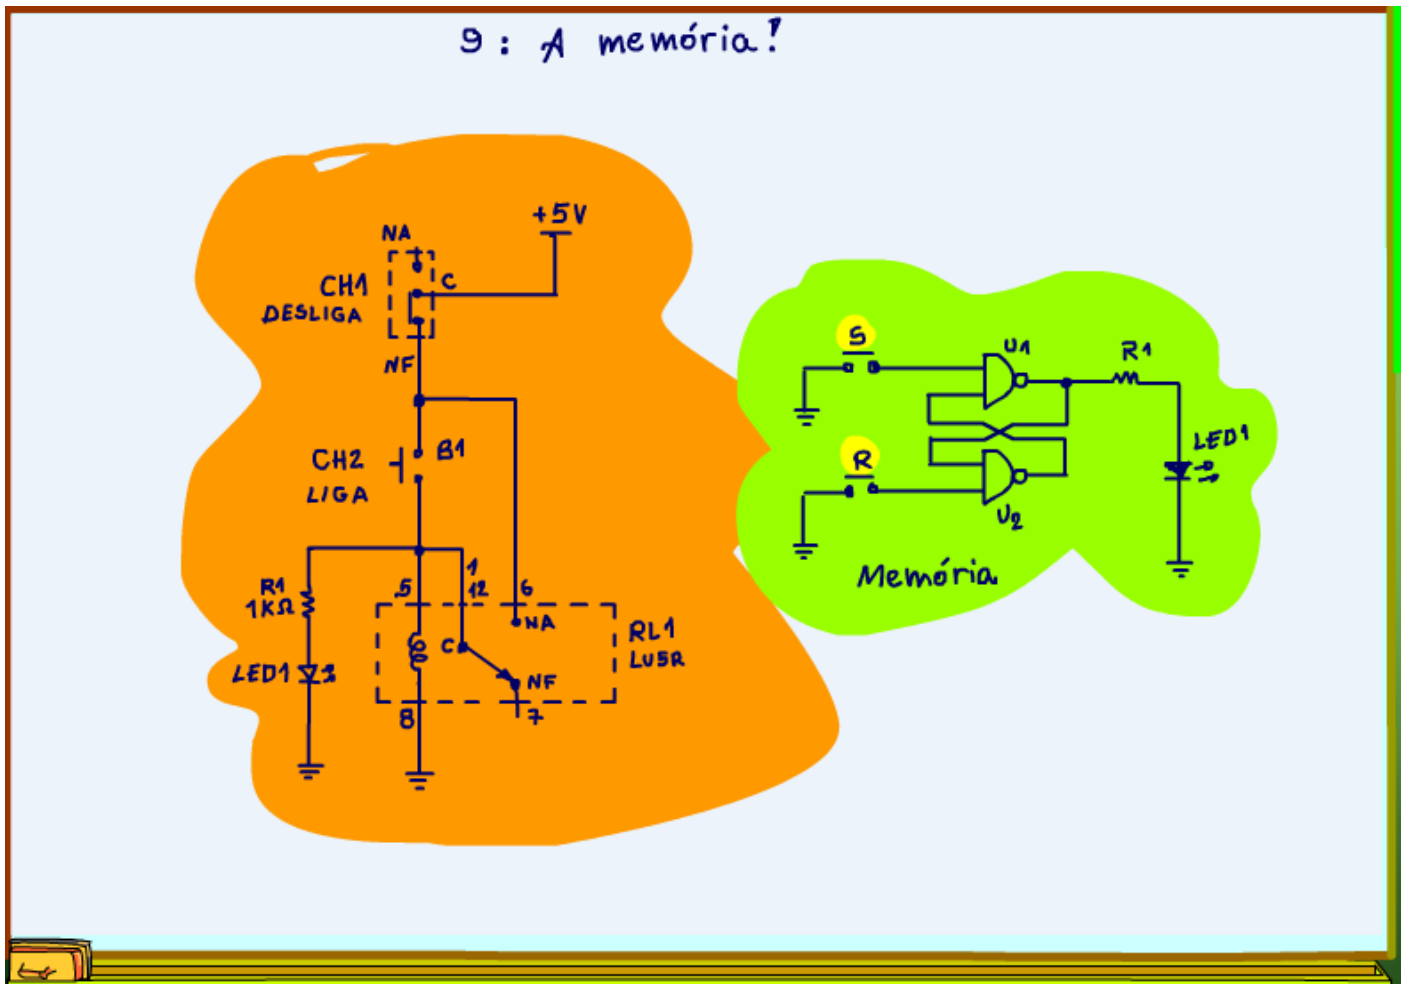 9: A memória!
+5V
NA
CH1
C
DESLIGA
NF
CH2
B1
LIGA
R1
1KΩ
5
1
12
6
NA
C
RL1
LU5R
LED1
NF
8
7
S
U1
R1
R
LED1
U2
Memória